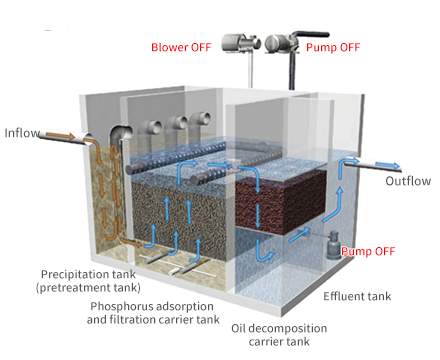 Blower OFF
Pump OFF
Inflow
Outflow
Pump OFF
Precipitation tank
(pretreatment tank)
Effluent tank
Phosphorus adsorption
and filtration carrier tank
Oil decomposition
carrier tank